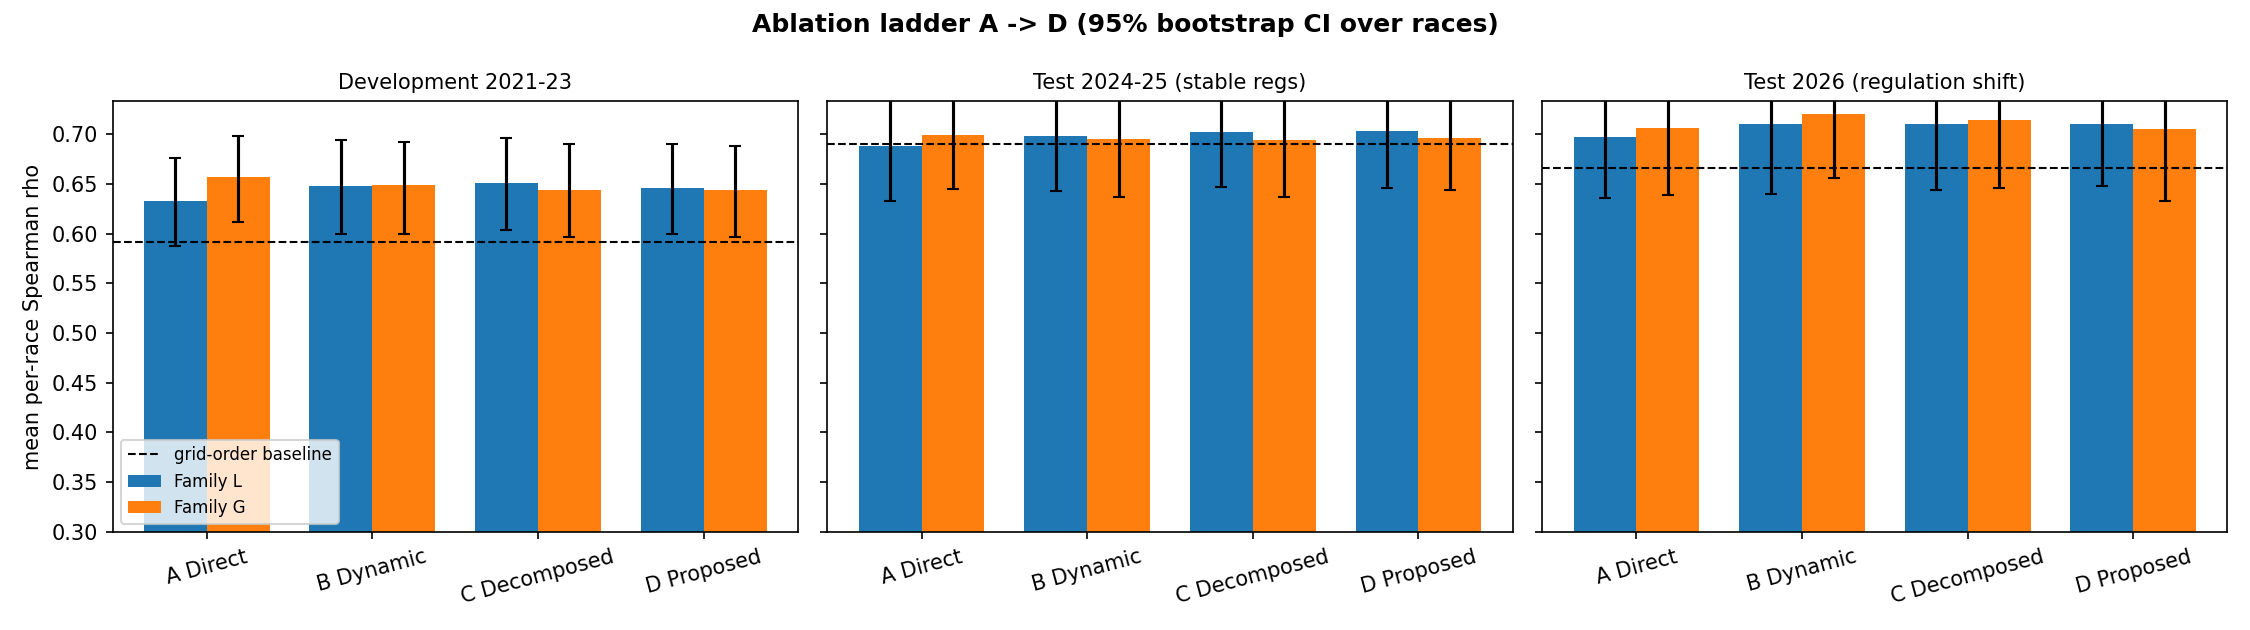 Ablation ladder A -> D (95% bootstrap CI over races)
Development 2021-23
Test 2024-25 (stable regs)
Test 2026 (regulation shift)
mean per-race Spearman rho
0.70
0.65
0.60
0.55
0.50
0.45
0.40
0.35
0.30
grid-order baseline
Family L
Family G
A Direct
B Dynamic
C Decomposed
D Proposed
A Direct
B Dynamic
C Decomposed
D Proposed
A Direct
B Dynamic
C Decomposed
D Proposed